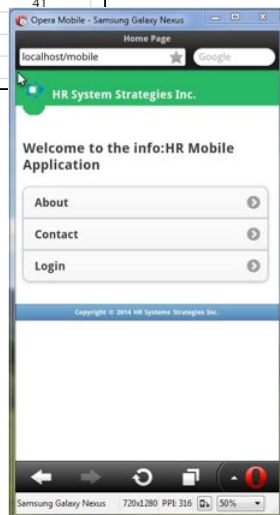 41
Opera Mobile - Samsung Galaxy Nexus
Home Page
localhost/mobile
Google
HR System Strategies Inc.
Welcome to the info:HR Mobile
Application
About
Contact
Login
Copyright © 2014 HR Systems Strategies Inc.
Samsung Galaxy Nexus 720x1280 PPI: 316 50%